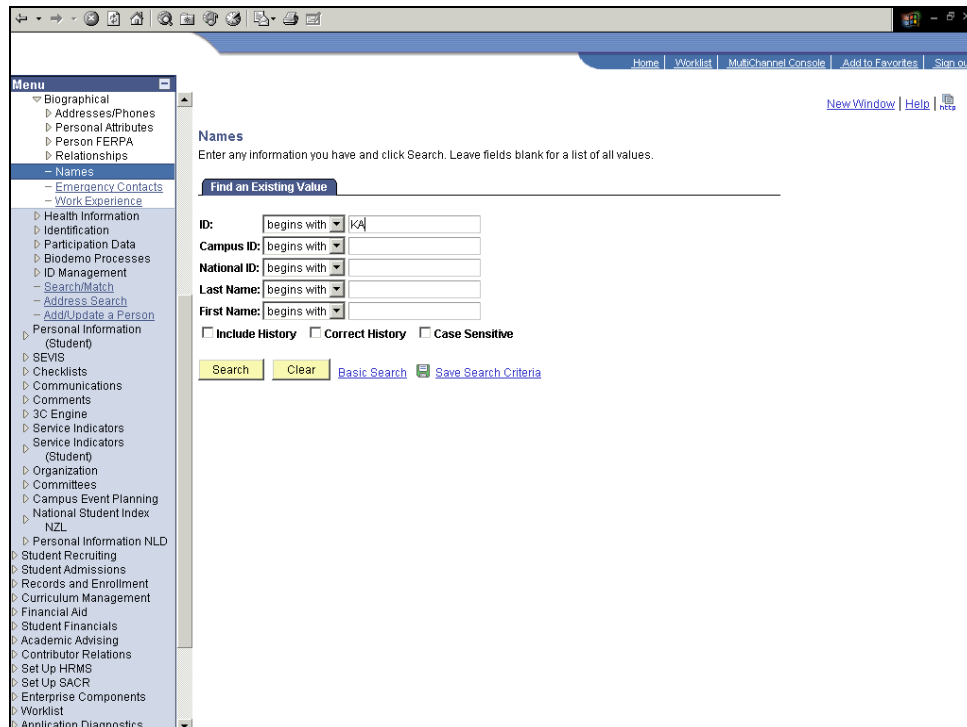 Home | Worklist | MultiChannel Console | Add to Favorites | Sign ou
Menu
Biographical
Addresses/Phones
Personal Attributes
Person FERPA
Relationships
– Names
– Emergency Contacts
– Work Experience
Health Information
Identification
Participation Data
Biodemo Processes
ID Management
– Search/Match
– Address Search
– Add/Update a Person
Personal Information
(Student)
SEVIS
Checklists
Communications
Comments
3C Engine
Service Indicators
Service Indicators
(Student)
Organization
Committees
Campus Event Planning
National Student Index
NZL
Personal Information NLD
Student Recruiting
Student Admissions
Records and Enrollment
Curriculum Management
Financial Aid
Student Financials
Academic Advising
Contributor Relations
Set Up HRMS
Set Up SACR
Enterprise Components
Worklist
Application Diagnostics
New Window | Help | http
Names
Enter any information you have and click Search. Leave fields blank for a list of all values.
Find an Existing Value
ID: begins with KA
Campus ID: begins with
National ID: begins with
Last Name: begins with
First Name: begins with
Include History Correct History Case Sensitive
Search Clear Basic Search Save Search Criteria